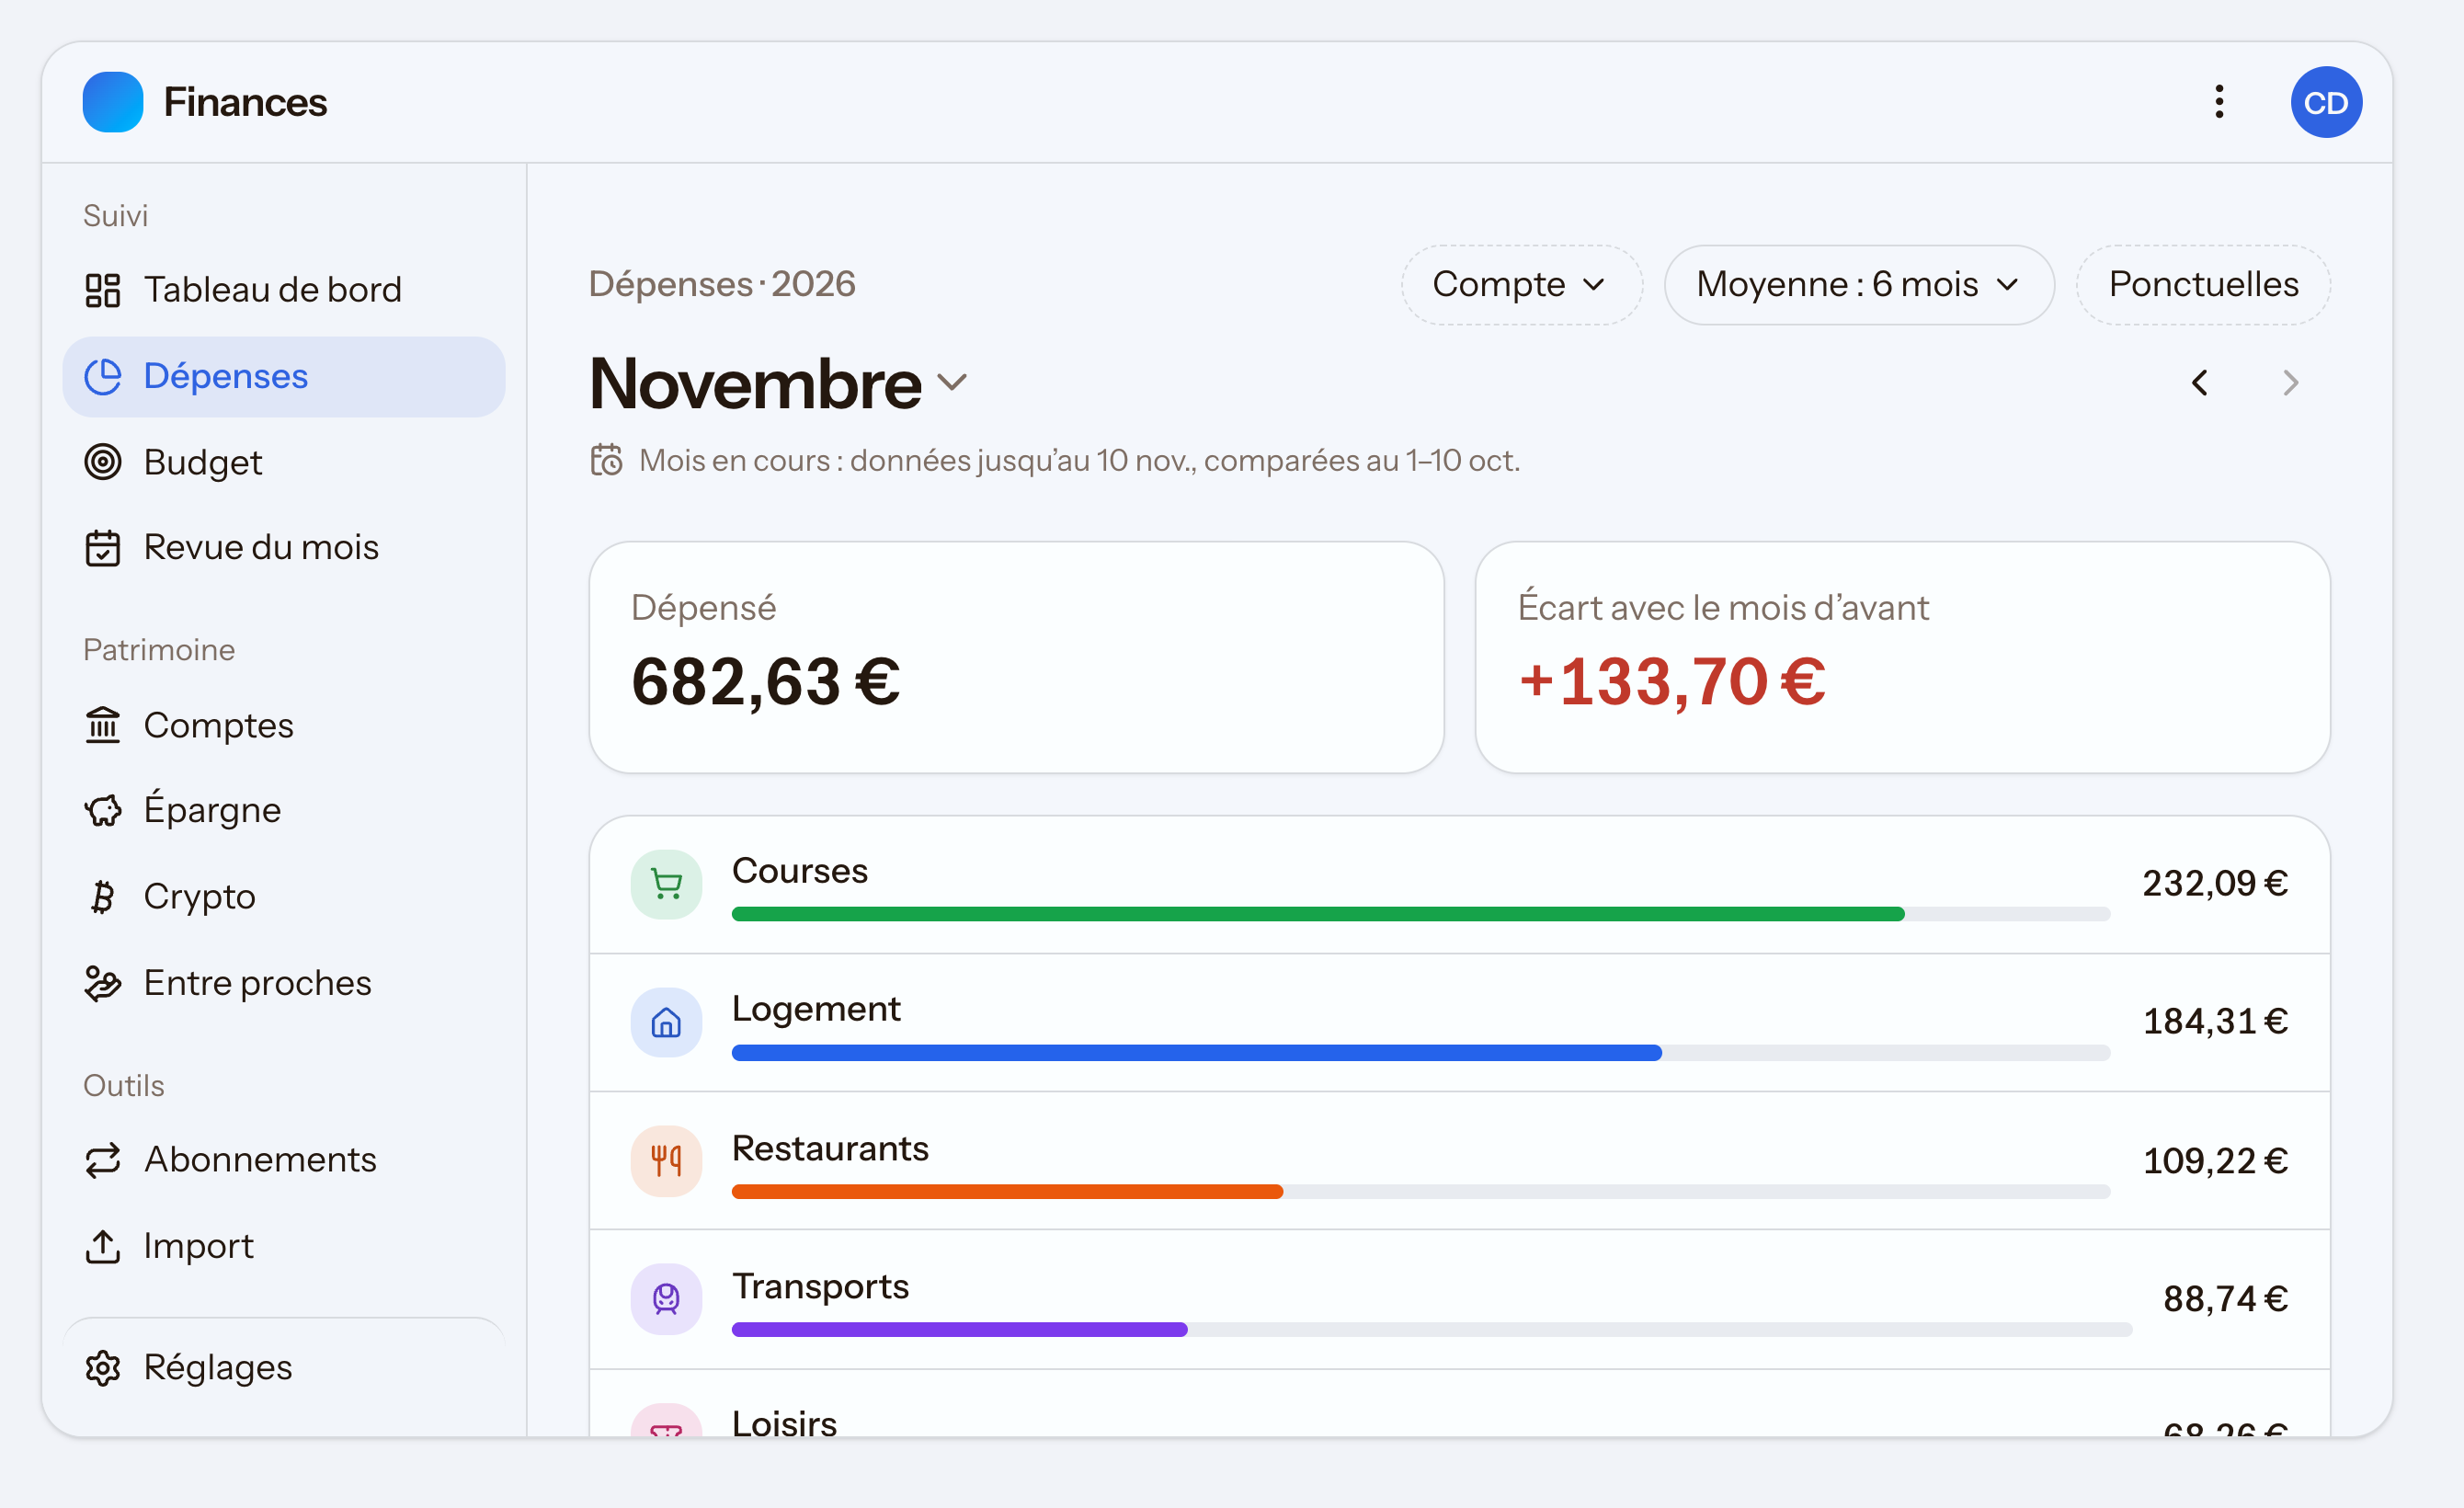 Finances
CD
Suivi
Tableau de bord
Dépenses
Budget
Revue du mois
Patrimoine
Comptes
Épargne
Crypto
Entre proches
Outils
Abonnements
Import
Réglages
Dépenses · 2026
Compte
Moyenne : 6 mois
Ponctuelles
Novembre
Mois en cours : données jusqu’au 10 nov., comparées au 1–10 oct.
Dépensé
682,63 €
Écart avec le mois d’avant
+133,70 €
Courses
232,09 €
Logement
184,31 €
Restaurants
109,22 €
Transports
88,74 €
Loisirs
68,26 €